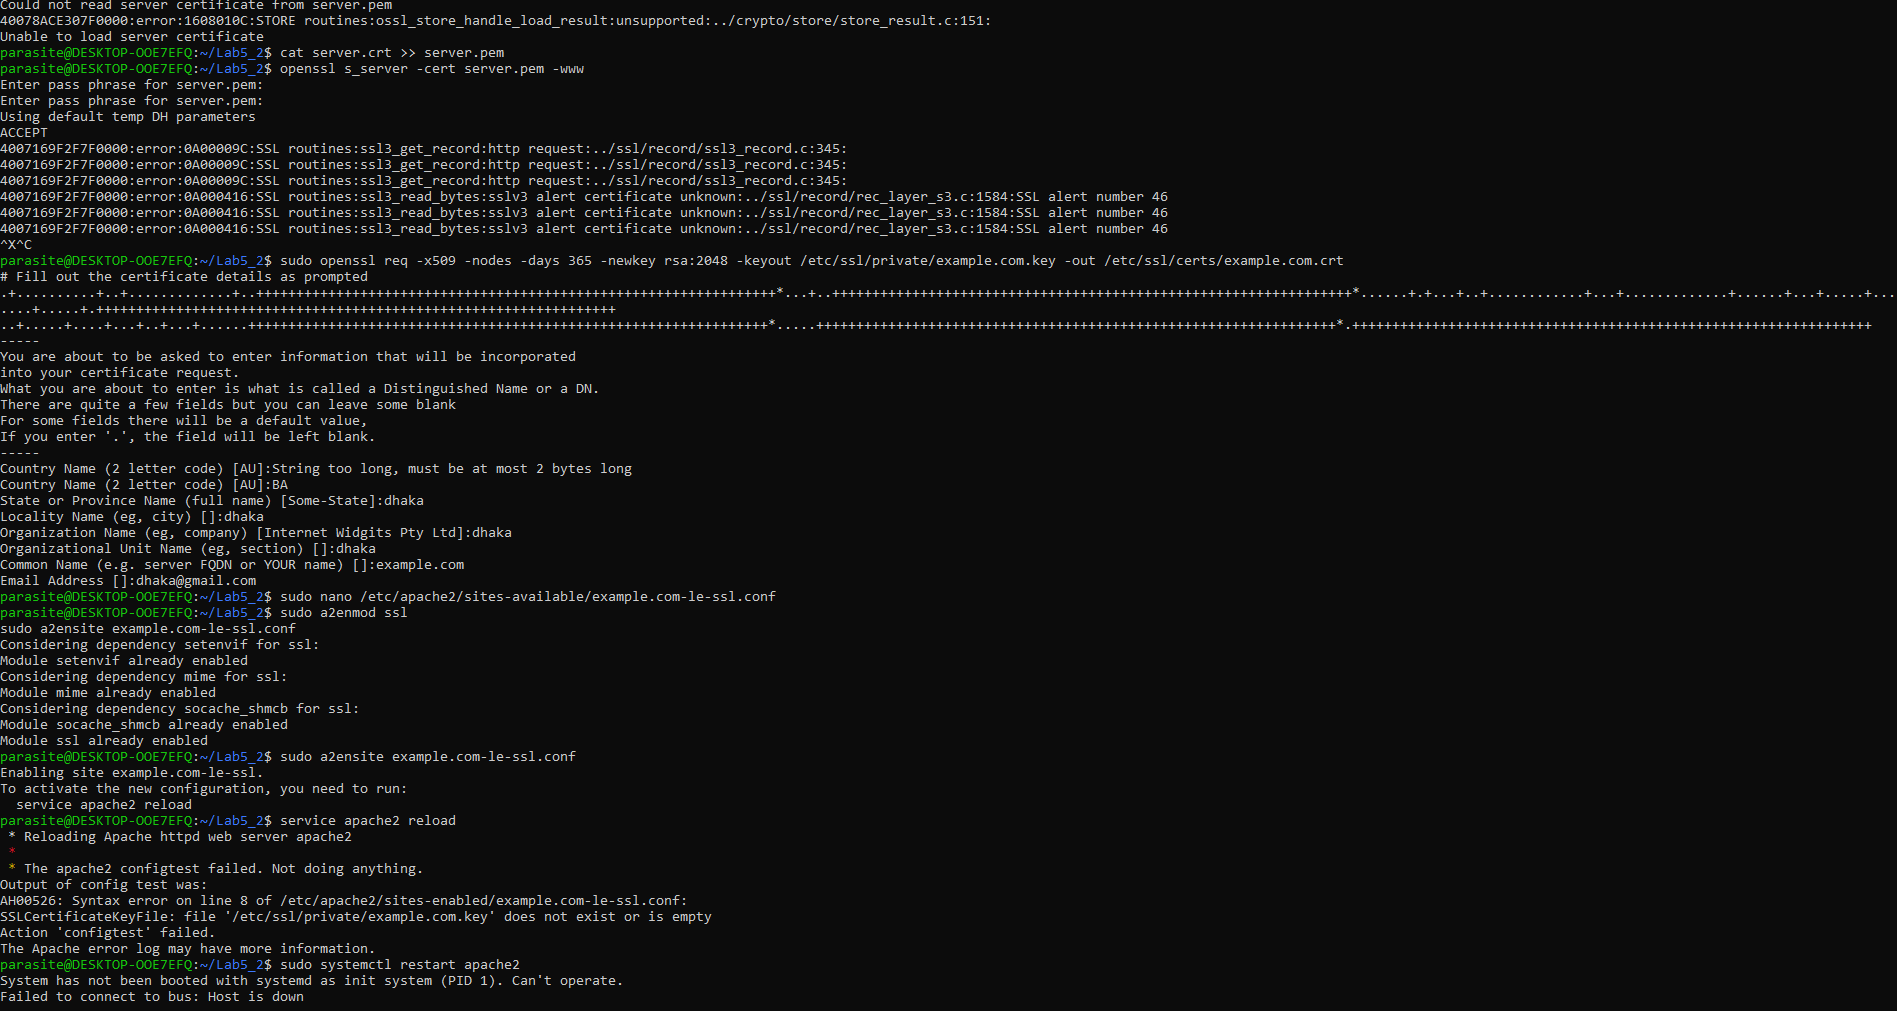 Could not read server certificate from server.pem
40078ACE307F0000:error:1608010C:STORE routines:ossl_store_handle_load_result:unsupported:../crypto/store/store_result.c:151:
Unable to load server certificate
parasite@DESKTOP-OOE7EFQ:~/Lab5_2$ cat server.crt >> server.pem
parasite@DESKTOP-OOE7EFQ:~/Lab5_2$ openssl s_server -cert server.pem -www
Enter pass phrase for server.pem:
Enter pass phrase for server.pem:
Using default temp DH parameters
ACCEPT
4007169F2F7F0000:error:0A00009C:SSL routines:ssl3_get_record:http request:../ssl/record/ssl3_record.c:345:
4007169F2F7F0000:error:0A00009C:SSL routines:ssl3_get_record:http request:../ssl/record/ssl3_record.c:345:
4007169F2F7F0000:error:0A00009C:SSL routines:ssl3_get_record:http request:../ssl/record/ssl3_record.c:345:
4007169F2F7F0000:error:0A000416:SSL routines:ssl3_read_bytes:sslv3 alert certificate unknown:../ssl/record/rec_layer_s3.c:1584:SSL alert number 46
4007169F2F7F0000:error:0A000416:SSL routines:ssl3_read_bytes:sslv3 alert certificate unknown:../ssl/record/rec_layer_s3.c:1584:SSL alert number 46
4007169F2F7F0000:error:0A000416:SSL routines:ssl3_read_bytes:sslv3 alert certificate unknown:../ssl/record/rec_layer_s3.c:1584:SSL alert number 46
^X^C
parasite@DESKTOP-OOE7EFQ:~/Lab5_2$ sudo openssl req -x509 -nodes -days 365 -newkey rsa:2048 -keyout /etc/ssl/private/example.com.key -out /etc/ssl/certs/example.com.crt
# Fill out the certificate details as prompted
.+..........+..+.............+..+++++++++++++++++++++++++++++++++++++++++++++++++++++++++++++++++*...+..+++++++++++++++++++++++++++++++++++++++++++++++++++++++++++++++++*......+.+...+..+............+...+.............+......+...+.....+...
....+.....+.+++++++++++++++++++++++++++++++++++++++++++++++++++++++++++++++++
..+.....+....+...+..+...+......+++++++++++++++++++++++++++++++++++++++++++++++++++++++++++++++++*.....+++++++++++++++++++++++++++++++++++++++++++++++++++++++++++++++++*.+++++++++++++++++++++++++++++++++++++++++++++++++++++++++++++++++
-----
You are about to be asked to enter information that will be incorporated
into your certificate request.
What you are about to enter is what is called a Distinguished Name or a DN.
There are quite a few fields but you can leave some blank
For some fields there will be a default value,
If you enter '.', the field will be left blank.
-----
Country Name (2 letter code) [AU]:String too long, must be at most 2 bytes long
Country Name (2 letter code) [AU]:BA
State or Province Name (full name) [Some-State]:dhaka
Locality Name (eg, city) []:dhaka
Organization Name (eg, company) [Internet Widgits Pty Ltd]:dhaka
Organizational Unit Name (eg, section) []:dhaka
Common Name (e.g. server FQDN or YOUR name) []:example.com
Email Address []:dhaka@gmail.com
parasite@DESKTOP-OOE7EFQ:~/Lab5_2$ sudo nano /etc/apache2/sites-available/example.com-le-ssl.conf
parasite@DESKTOP-OOE7EFQ:~/Lab5_2$ sudo a2enmod ssl
sudo a2ensite example.com-le-ssl.conf
Considering dependency setenvif for ssl:
Module setenvif already enabled
Considering dependency mime for ssl:
Module mime already enabled
Considering dependency socache_shmcb for ssl:
Module socache_shmcb already enabled
Module ssl already enabled
parasite@DESKTOP-OOE7EFQ:~/Lab5_2$ sudo a2ensite example.com-le-ssl.conf
Enabling site example.com-le-ssl.
To activate the new configuration, you need to run:
  service apache2 reload
parasite@DESKTOP-OOE7EFQ:~/Lab5_2$ service apache2 reload
 * Reloading Apache httpd web server apache2
 *
 * The apache2 configtest failed. Not doing anything.
Output of config test was:
AH00526: Syntax error on line 8 of /etc/apache2/sites-enabled/example.com-le-ssl.conf:
SSLCertificateKeyFile: file '/etc/ssl/private/example.com.key' does not exist or is empty
Action 'configtest' failed.
The Apache error log may have more information.
parasite@DESKTOP-OOE7EFQ:~/Lab5_2$ sudo systemctl restart apache2
System has not been booted with systemd as init system (PID 1). Can't operate.
Failed to connect to bus: Host is down